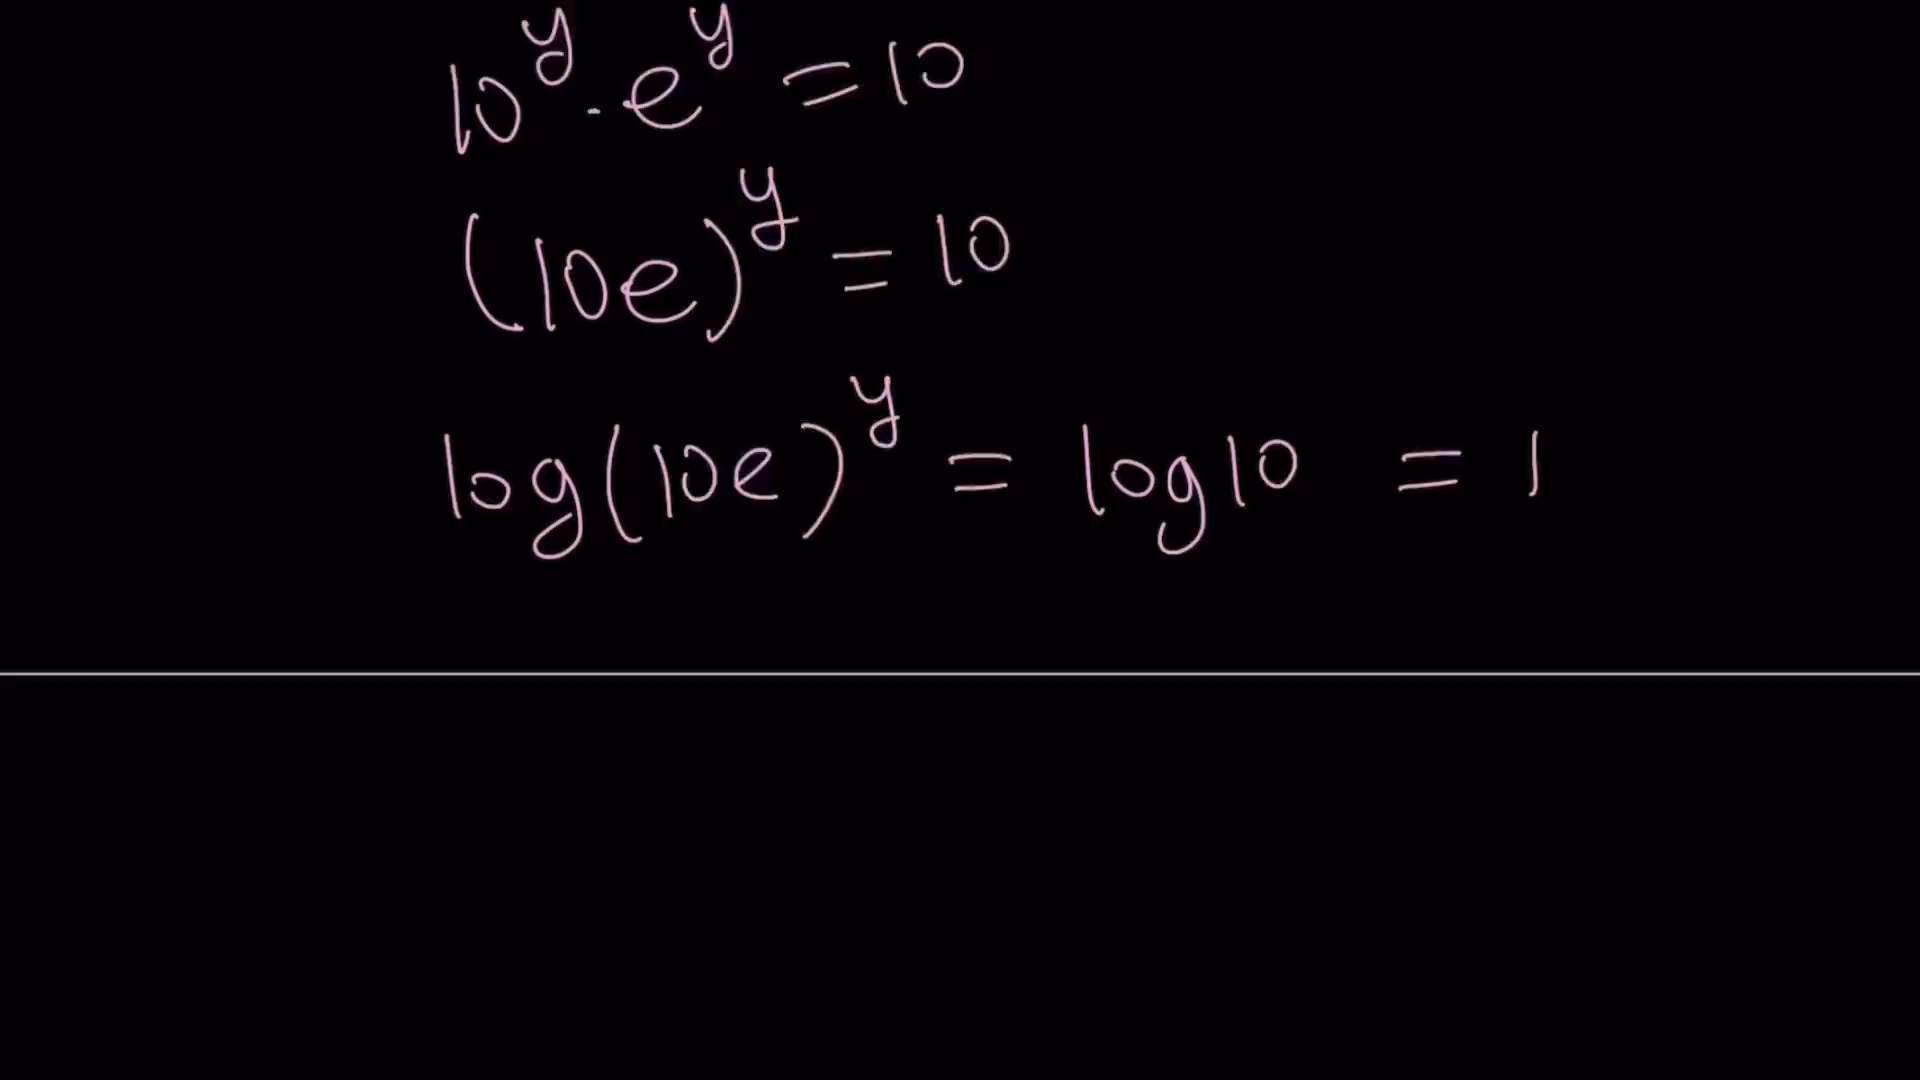 10^y · e^y = 10
(10e)^y = 10
log(10e)^y = log10 = 1